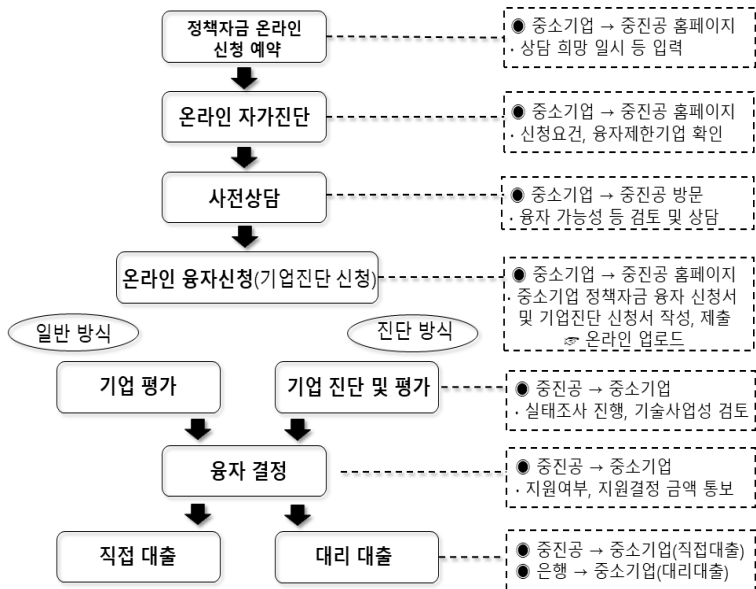 정책자금 온라인
신청 예약
◉ 중소기업 → 중진공 홈페이지
· 상담 희망 일시 등 입력
온라인 자가진단
◉ 중소기업 → 중진공 홈페이지
· 신청요건, 융자제한기업 확인
사전상담
◉ 중소기업 → 중진공 방문
· 융자 가능성 등 검토 및 상담
온라인 융자신청(기업진단 신청)
◉ 중소기업 → 중진공 홈페이지
· 중소기업 정책자금 융자 신청서
및 기업진단 신청서 작성, 제출
☞ 온라인 업로드
일반 방식
진단 방식
기업 평가
기업 진단 및 평가
◉ 중진공 → 중소기업
· 실태조사 진행, 기술사업성 검토
융자 결정
◉ 중진공 → 중소기업
· 지원여부, 지원결정 금액 통보
직접 대출
대리 대출
◉ 중진공 → 중소기업(직접대출)
◉ 은행 → 중소기업(대리대출)